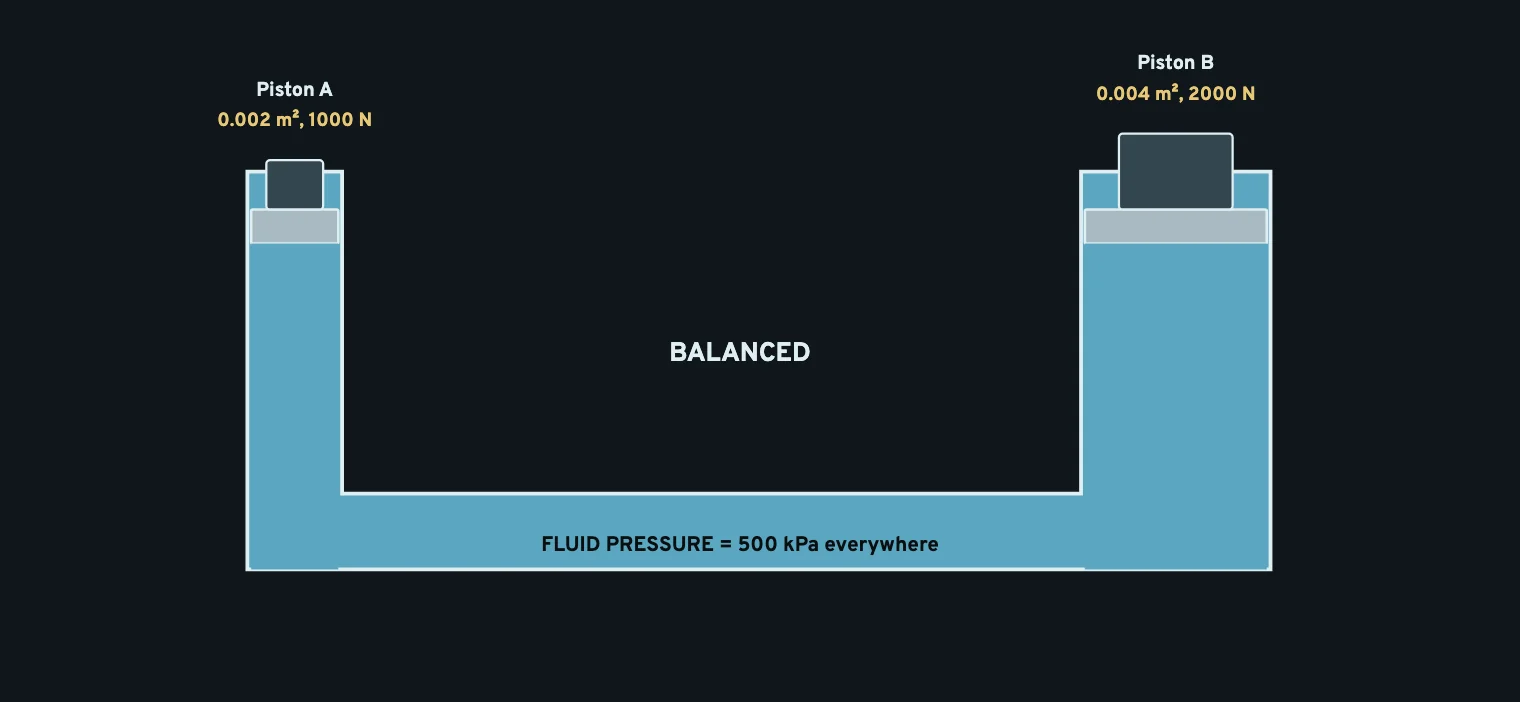 Piston A
0.002 m², 1000 N
Piston B
0.004 m², 2000 N
BALANCED
FLUID PRESSURE = 500 kPa everywhere